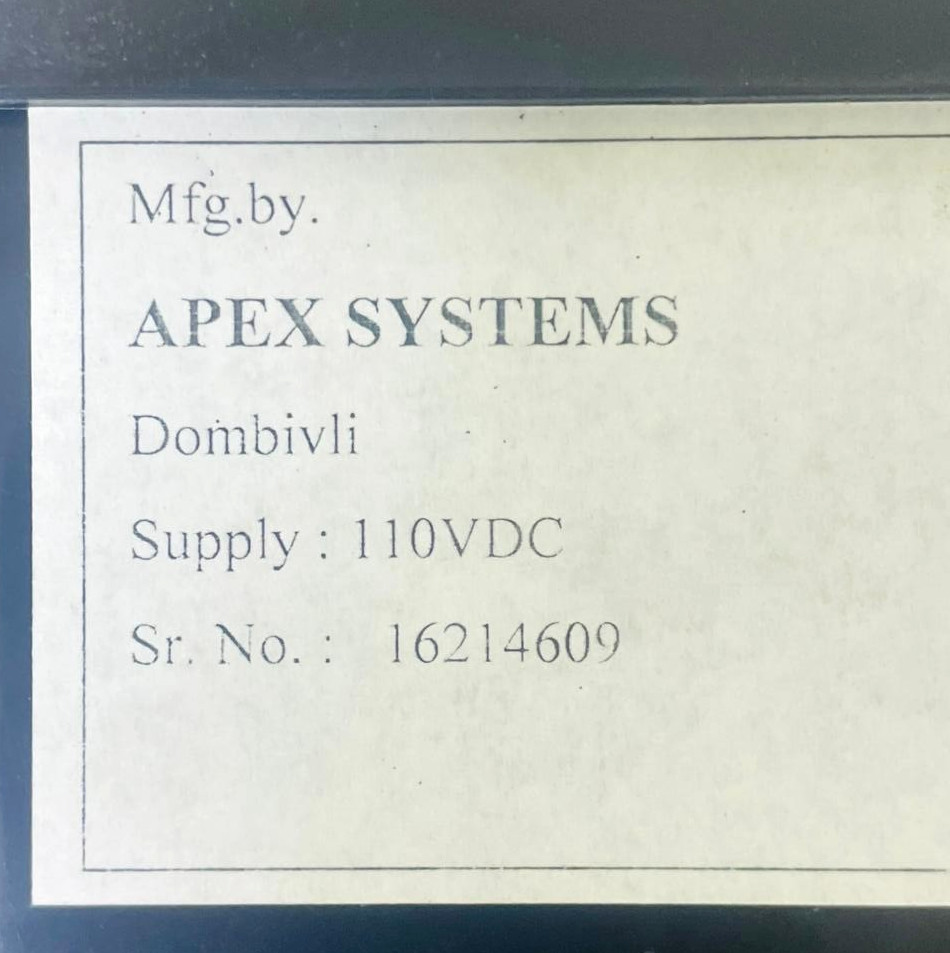 Mfg.by.
APEX SYSTEMS
Dombivli
Supply : 110VDC
Sr. No. : 16214609